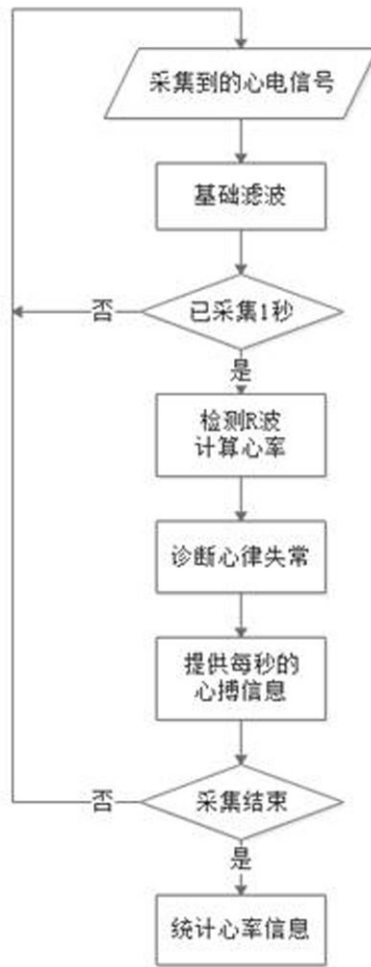 采集到的心电信号
基础滤波
已采集1秒
否
是
检测R波
计算心率
诊断心律失常
提供每秒的
心搏信息
采集结束
否
是
统计心率信息